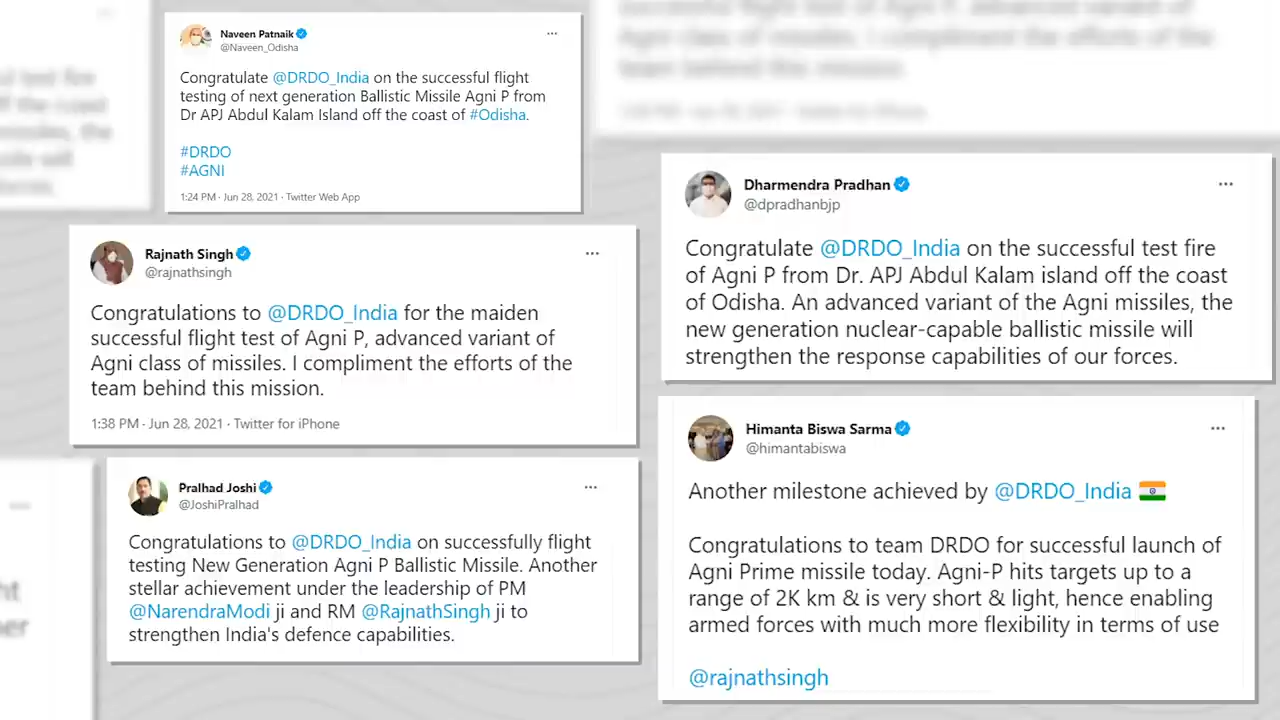 Naveen Patnaik
@Naveen_Odisha
Congratulate @DRDO_India on the successful flight
testing of next generation Ballistic Missile Agni P from
Dr APJ Abdul Kalam Island off the coast of #Odisha.
#DRDO
#AGNI
1:24 PM · Jun 28, 2021 · Twitter Web App
Rajnath Singh
@rajnathsingh
Congratulations to @DRDO_India for the maiden
successful flight test of Agni P, advanced variant of
Agni class of missiles. I compliment the efforts of the
team behind this mission.
1:38 PM · Jun 28, 2021 · Twitter for iPhone
Pralhad Joshi
@JoshiPralhad
Congratulations to @DRDO_India on successfully flight
testing New Generation Agni P Ballistic Missile. Another
stellar achievement under the leadership of PM
@NarendraModi ji and RM @RajnathSingh ji to
strengthen India's defence capabilities.
Dharmendra Pradhan
@dpradhanbjp
Congratulate @DRDO_India on the successful test fire
of Agni P from Dr. APJ Abdul Kalam island off the coast
of Odisha. An advanced variant of the Agni missiles, the
new generation nuclear-capable ballistic missile will
strengthen the response capabilities of our forces.
Himanta Biswa Sarma
@himantabiswa
Another milestone achieved by @DRDO_India 🇮🇳
Congratulations to team DRDO for successful launch of
Agni Prime missile today. Agni-P hits targets up to a
range of 2K km & is very short & light, hence enabling
armed forces with much more flexibility in terms of use
@rajnathsingh